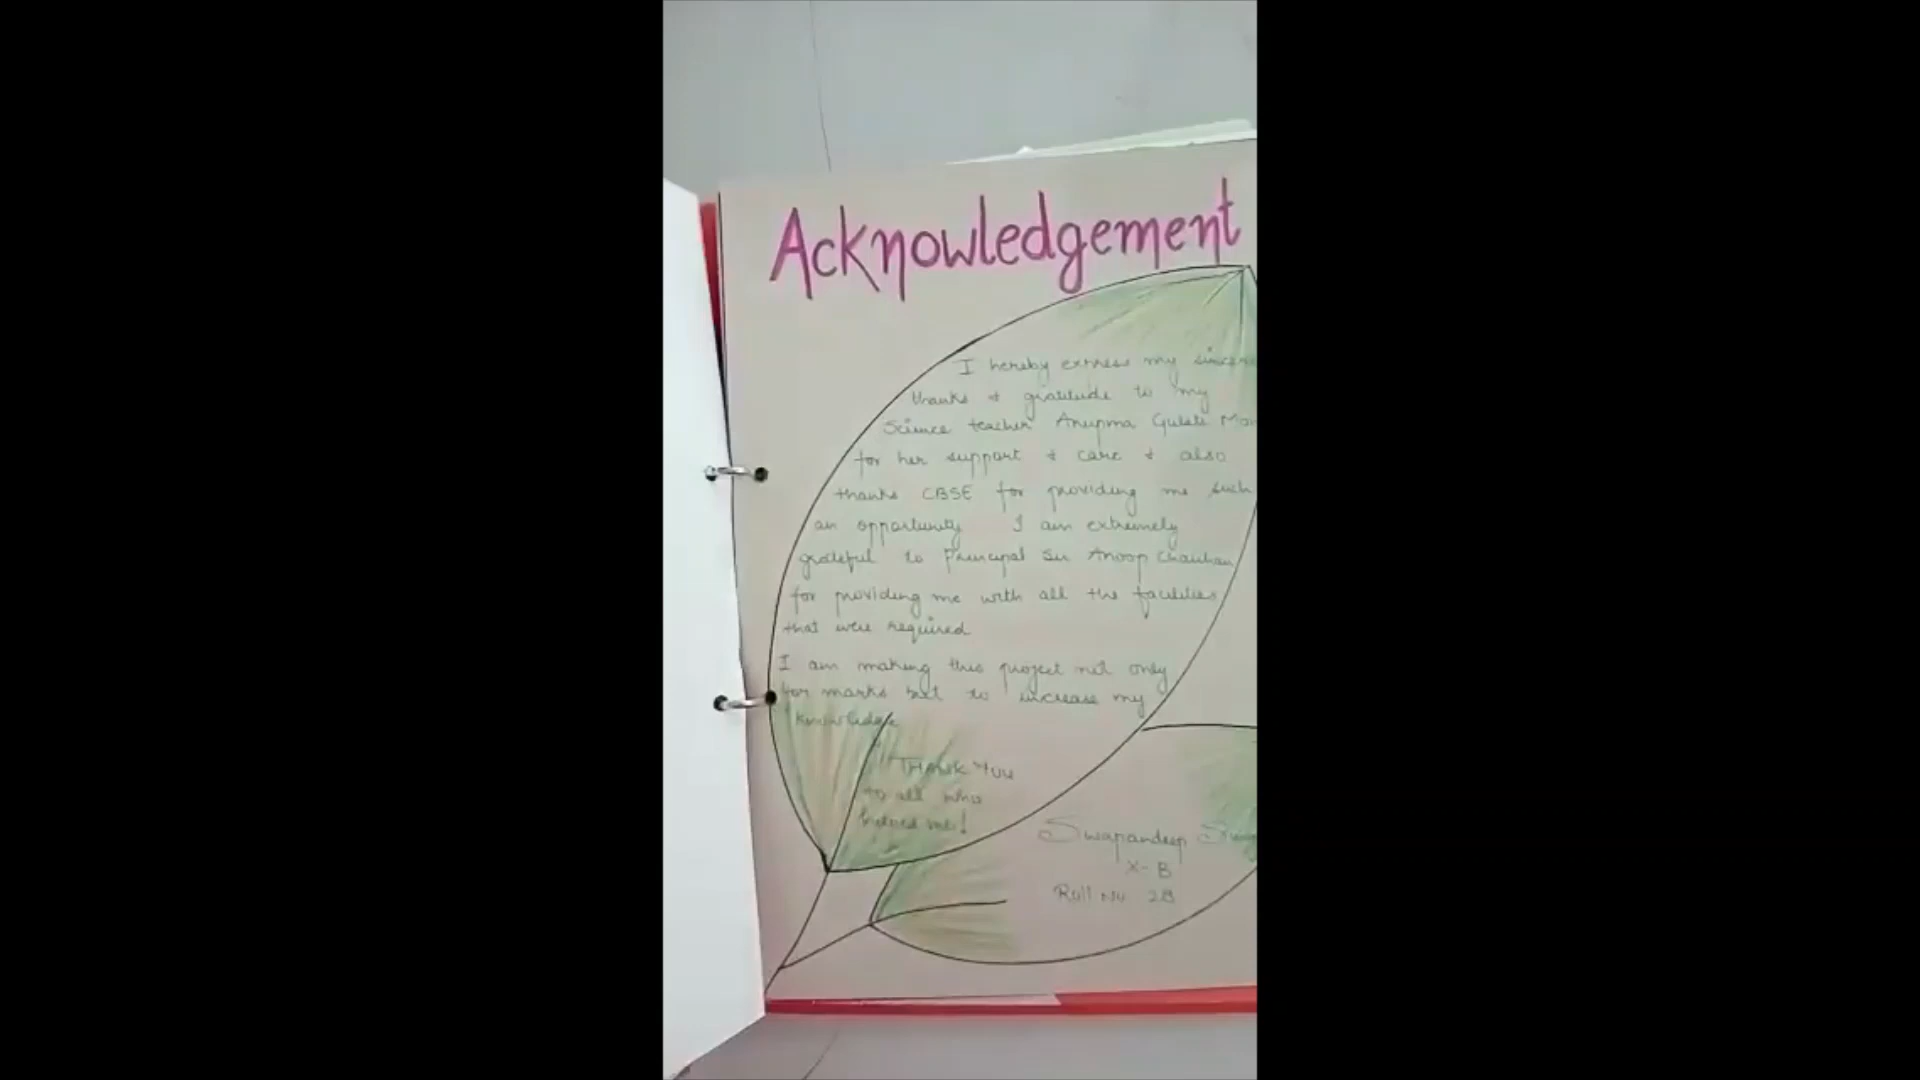 Acknowledgement
I hereby express my sincere
thanks & gratitude to my
Science teacher Anupma Gulati Mam
for her support & care & also
thanks CBSE for providing me such
an opportunity I am extremely
grateful to Principal Sir Anoop Chauhan
for providing me with all the facilities
that were required
I am making this project not only
for marks but to increase my
knowledge
THANK YOU
to all who
helped me!
Swapandeep
X-B
Roll No 28